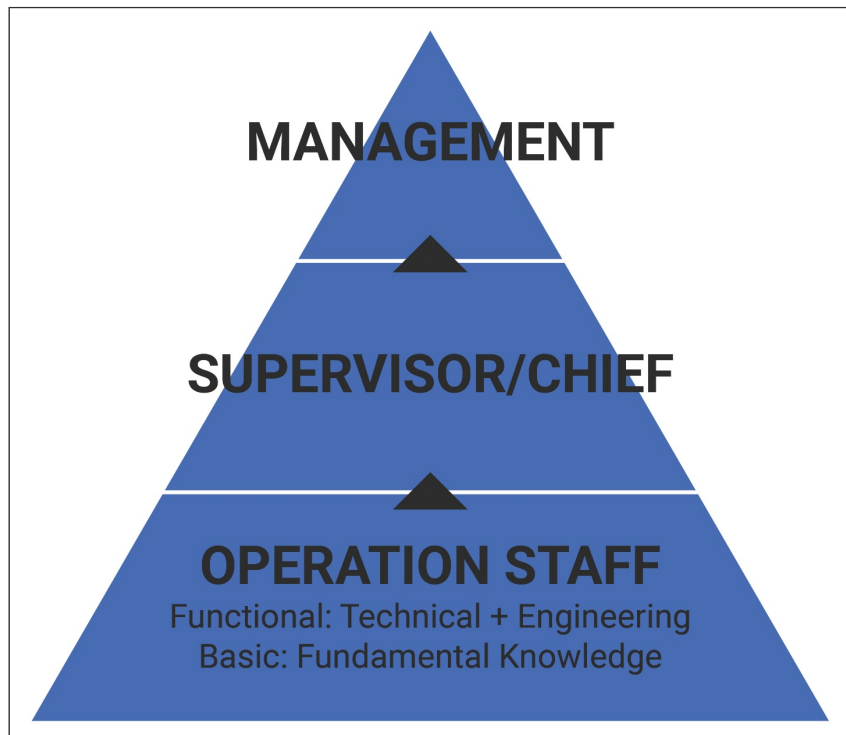 MANAGEMENT
SUPERVISOR/CHIEF
OPERATION STAFF
Functional: Technical + Engineering
Basic: Fundamental Knowledge